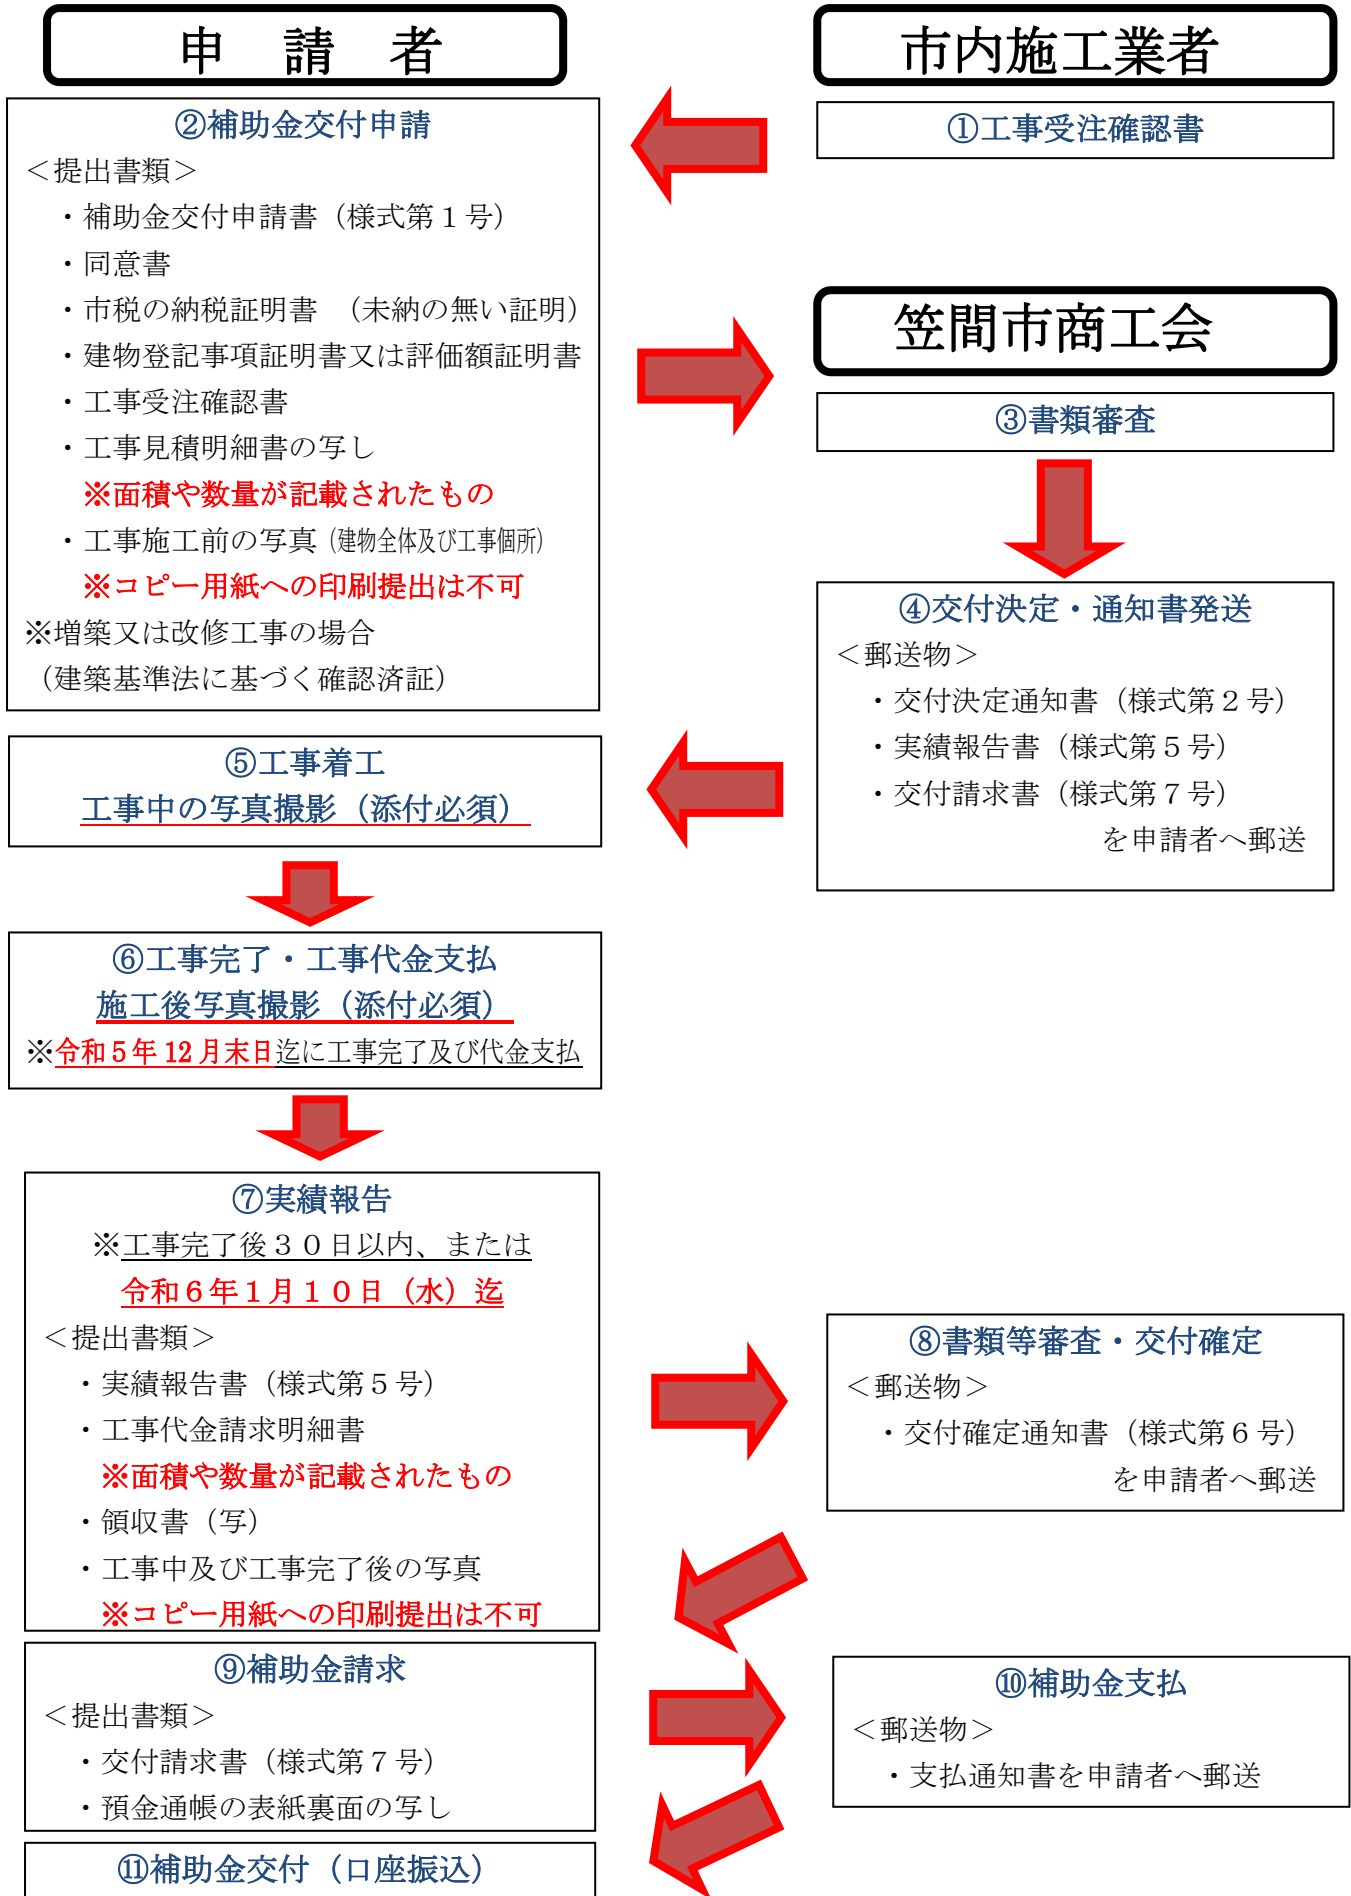 申　請　者
市内施工業者
①工事受注確認書
②補助金交付申請
＜提出書類＞
・補助金交付申請書（様式第１号）
・同意書
・市税の納税証明書　（未納の無い証明）
・建物登記事項証明書又は評価額証明書
・工事受注確認書
・工事見積明細書の写し
※面積や数量が記載されたもの
・工事施工前の写真（建物全体及び工事個所）
※コピー用紙への印刷提出は不可
※増築又は改修工事の場合
（建築基準法に基づく確認済証）
笠間市商工会
③書類審査
④交付決定・通知書発送
＜郵送物＞
・交付決定通知書（様式第２号）
・実績報告書（様式第５号）
・交付請求書（様式第７号）
を申請者へ郵送
⑤工事着工
工事中の写真撮影（添付必須）
⑥工事完了・工事代金支払
施工後写真撮影（添付必須）
※令和５年12月末日迄に工事完了及び代金支払
⑦実績報告
※工事完了後３０日以内、または
令和６年１月１０日（水）迄
＜提出書類＞
・実績報告書（様式第５号）
・工事代金請求明細書
※面積や数量が記載されたもの
・領収書（写）
・工事中及び工事完了後の写真
※コピー用紙への印刷提出は不可
⑧書類等審査・交付確定
＜郵送物＞
・交付確定通知書（様式第６号）
を申請者へ郵送
⑨補助金請求
＜提出書類＞
・交付請求書（様式第７号）
・預金通帳の表紙裏面の写し
⑩補助金支払
＜郵送物＞
・支払通知書を申請者へ郵送
⑪補助金交付（口座振込）